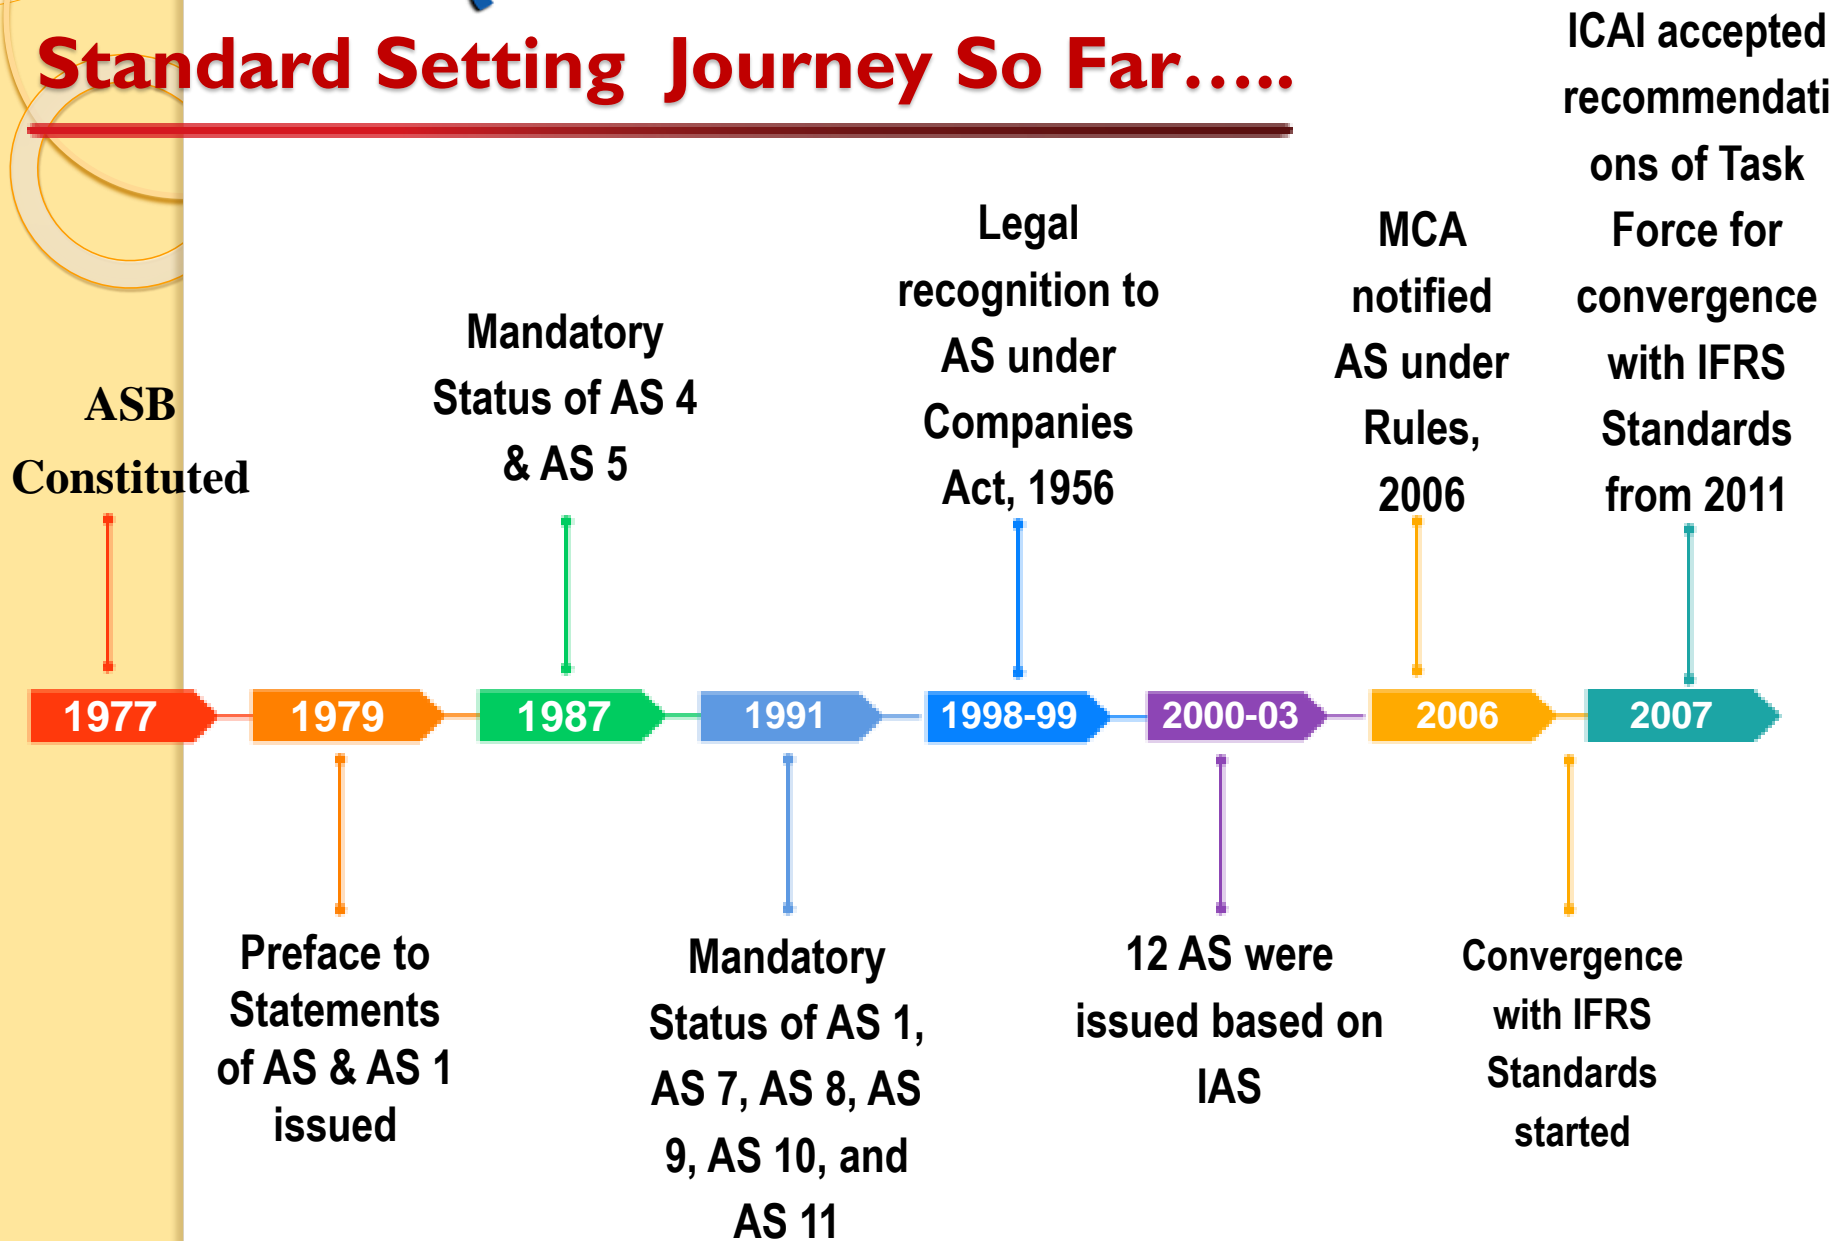 Standard Setting Journey So Far…..
ASB
Constituted
Mandatory
Status of AS 4
& AS 5
Legal
recognition to
AS under
Companies
Act, 1956
MCA
notified
AS under
Rules,
2006
ICAI accepted
recommendati
ons of Task
Force for
convergence
with IFRS
Standards
from 2011
1977
1979
1987
1991
1998-99
2000-03
2006
2007
Preface to
Statements
of AS & AS 1
issued
Mandatory
Status of AS 1,
AS 7, AS 8, AS
9, AS 10, and
AS 11
12 AS were
issued based on
IAS
Convergence
with IFRS
Standards
started